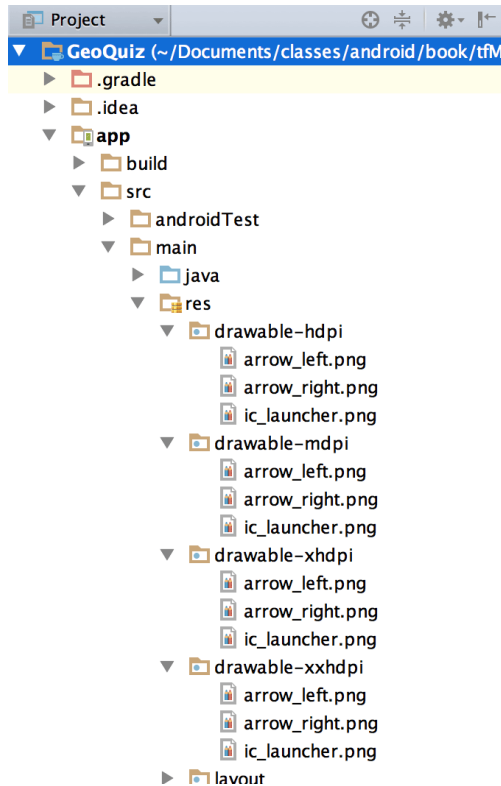 Project
GeoQuiz (~/Documents/classes/android/book/tfM
.gradle
.idea
app
build
src
androidTest
main
java
res
drawable-hdpi
arrow_left.png
arrow_right.png
ic_launcher.png
drawable-mdpi
arrow_left.png
arrow_right.png
ic_launcher.png
drawable-xhdpi
arrow_left.png
arrow_right.png
ic_launcher.png
drawable-xxhdpi
arrow_left.png
arrow_right.png
ic_launcher.png
layout